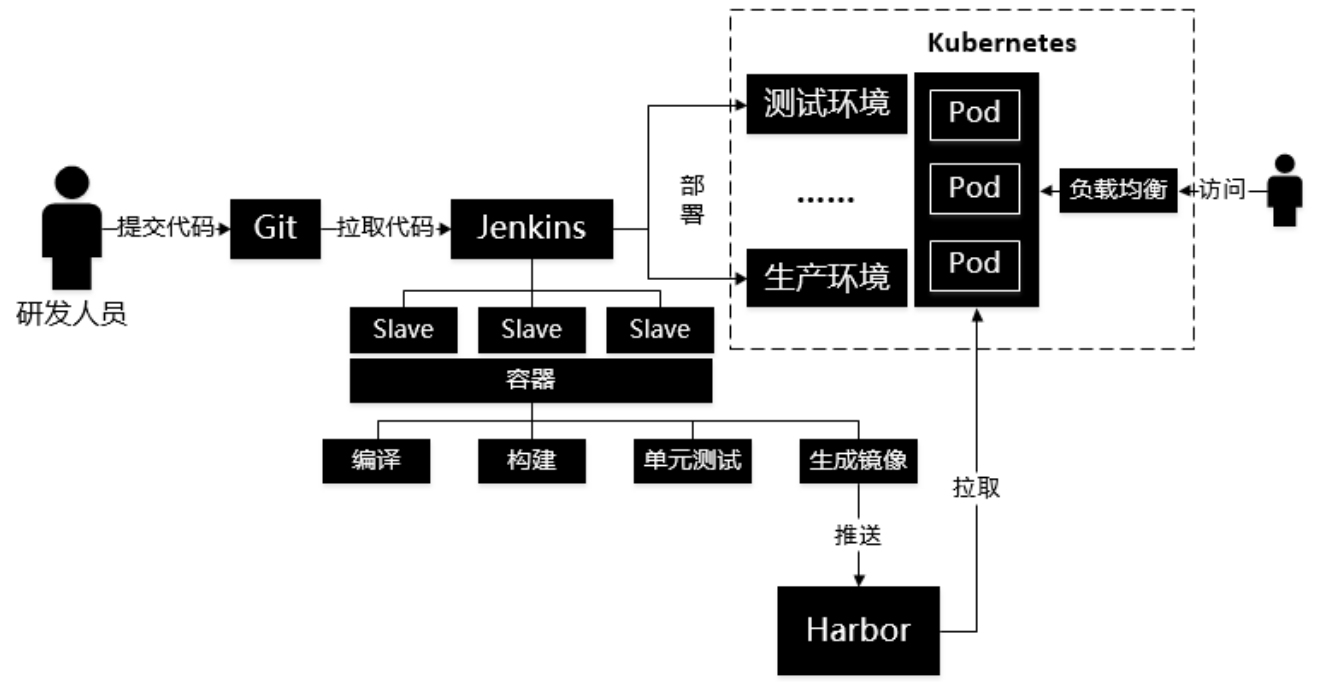 Kubernetes
测试环境
Pod
部署
……
Pod
负载均衡
访问
提交代码
Git
拉取代码
Jenkins
生产环境
Pod
研发人员
Slave
Slave
Slave
容器
编译
构建
单元测试
生成镜像
拉取
推送
Harbor